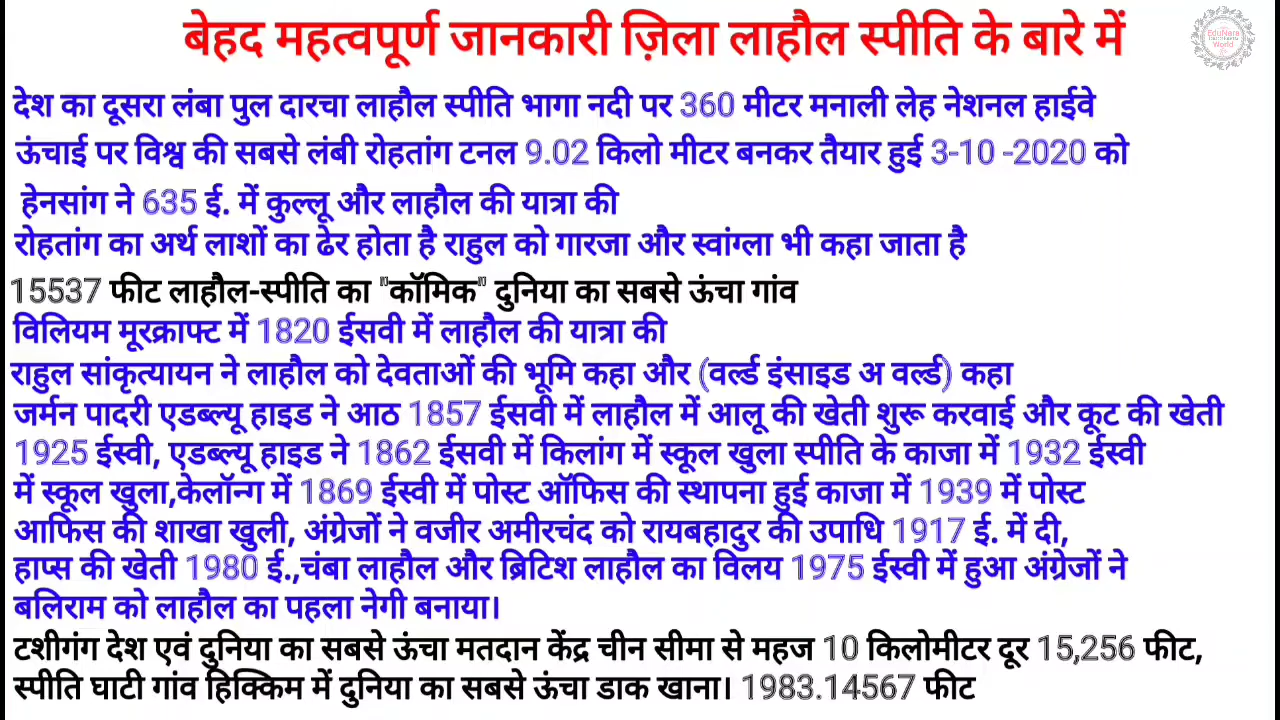 बेहद महत्वपूर्ण जानकारी ज़िला लाहौल स्पीति के बारे में
EduNera
World
देश का दूसरा लंबा पुल दारचा लाहौल स्पीति भागा नदी पर 360 मीटर मनाली लेह नेशनल हाईवे
ऊंचाई पर विश्व की सबसे लंबी रोहतांग टनल 9.02 किलो मीटर बनकर तैयार हुई 3-10 -2020 को
हेनसांग ने 635 ई. में कुल्लू और लाहौल की यात्रा की
रोहतांग का अर्थ लाशों का ढेर होता है राहुल को गारजा और स्वांग्ला भी कहा जाता है
15537 फीट लाहौल-स्पीति का "कॉमिक" दुनिया का सबसे ऊंचा गांव
विलियम मूरक्राफ्ट में 1820 ईसवी में लाहौल की यात्रा की
राहुल सांकृत्यायन ने लाहौल को देवताओं की भूमि कहा और (वर्ल्ड इंसाइड अ वर्ल्ड) कहा
जर्मन पादरी एडब्ल्यू हाइड ने आठ 1857 ईसवी में लाहौल में आलू की खेती शुरू करवाई और कूट की खेती
1925 ईस्वी, एडब्ल्यू हाइड ने 1862 ईसवी में किलांग में स्कूल खुला स्पीति के काजा में 1932 ईस्वी
में स्कूल खुला,केलॉन्ग में 1869 ईस्वी में पोस्ट ऑफिस की स्थापना हुई काजा में 1939 में पोस्ट
आफिस की शाखा खुली, अंग्रेजों ने वजीर अमीरचंद को रायबहादुर की उपाधि 1917 ई. में दी,
हाप्स की खेती 1980 ई.,चंबा लाहौल और ब्रिटिश लाहौल का विलय 1975 ईस्वी में हुआ अंग्रेजों ने
बलिराम को लाहौल का पहला नेगी बनाया।
टशीगंग देश एवं दुनिया का सबसे ऊंचा मतदान केंद्र चीन सीमा से महज 10 किलोमीटर दूर 15,256 फीट,
स्पीति घाटी गांव हिक्किम में दुनिया का सबसे ऊंचा डाक खाना। 1983.14567 फीट